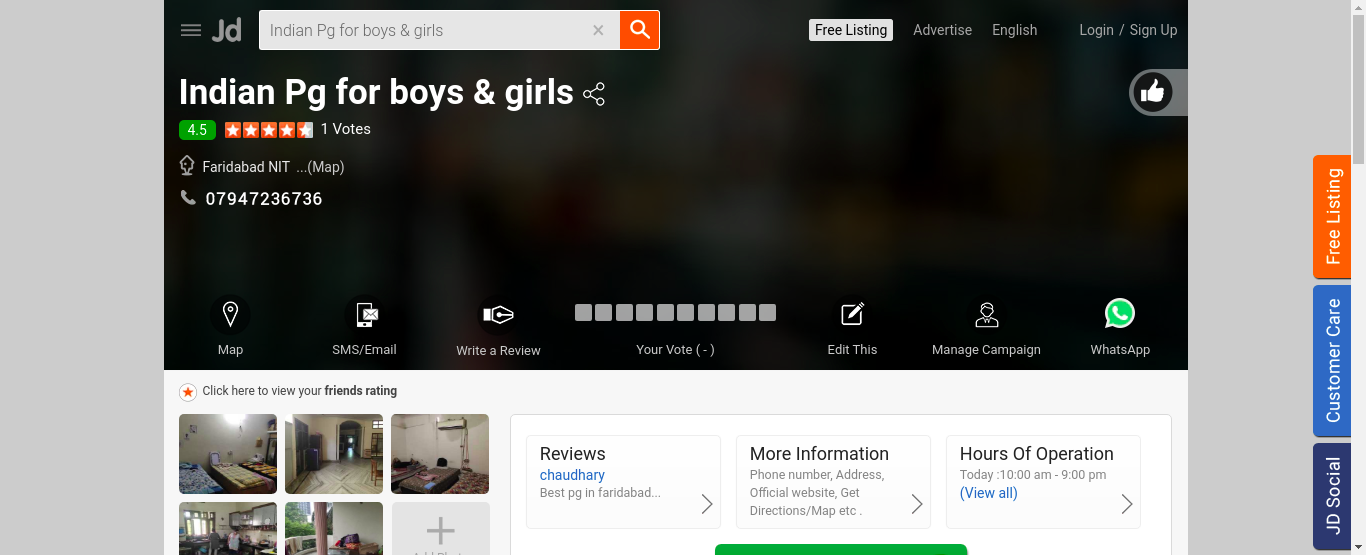 Jd
Indian Pg for boys & girls
Free Listing
Advertise
English
Login / Sign Up
Indian Pg for boys & girls
4.5
1 Votes
Faridabad NIT ...(Map)
07947236736
Map
SMS/Email
Write a Review
Your Vote ( - )
Edit This
Manage Campaign
WhatsApp
Click here to view your friends rating
Reviews
chaudhary
Best pg in faridabad...
More Information
Phone number, Address,
Official website, Get
Directions/Map etc .
Hours Of Operation
Today :10:00 am - 9:00 pm
(View all)
Free Listing
Customer Care
JD Social